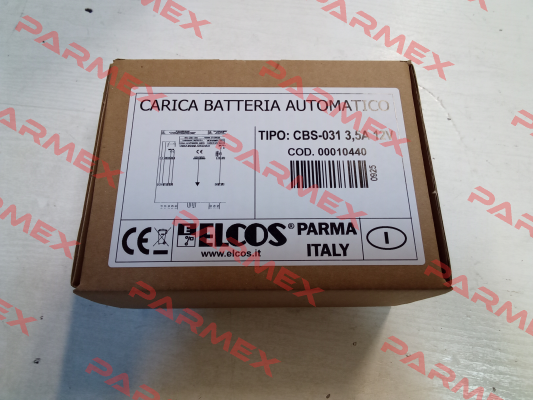 CARICA BATTERIA AUTOMATICO
TIPO: CBS-031 3,5A 12V
COD. 00010440
0925
CE
ELCOS® PARMA
ITALY
www.elcos.it
I
PARMEX
PARMEX
PARMEX
PARMEX
PARMEX
PARMEX
PARMEX
PARMEX